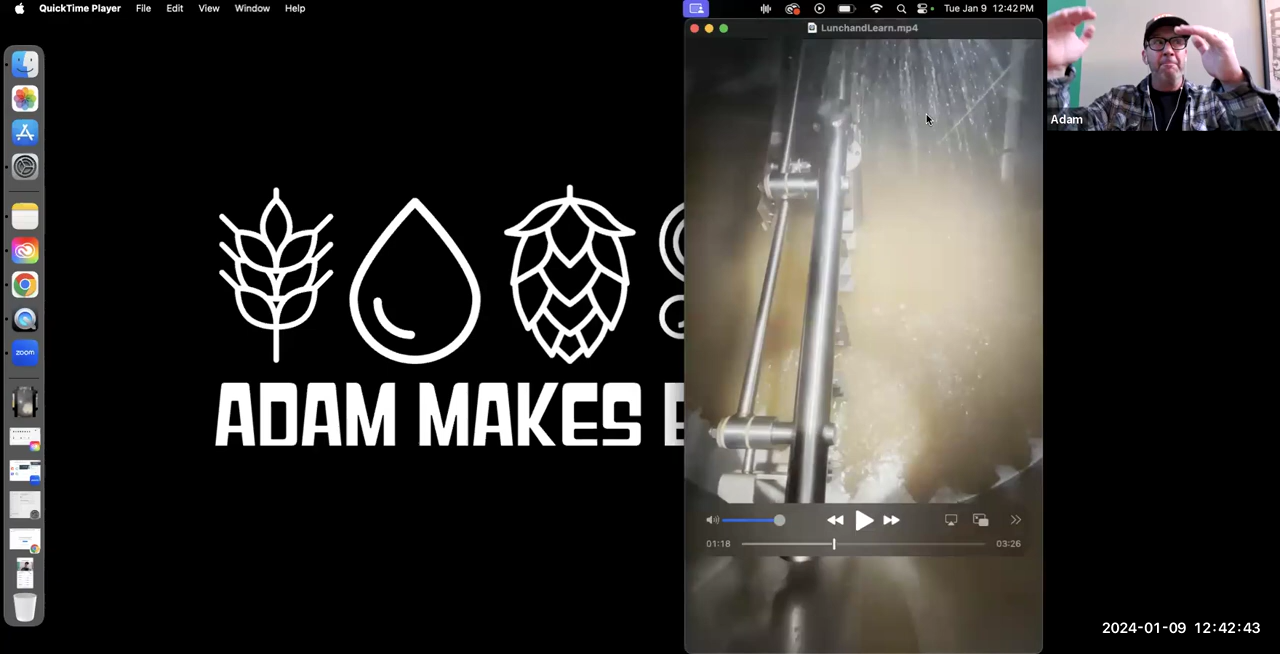 QuickTime Player File Edit View Window Help
Tue Jan 9 12:42 PM
LunchandLearn.mp4
Adam
ADAM MAKES
zoom
01:18
03:26
2024-01-09 12:42:43